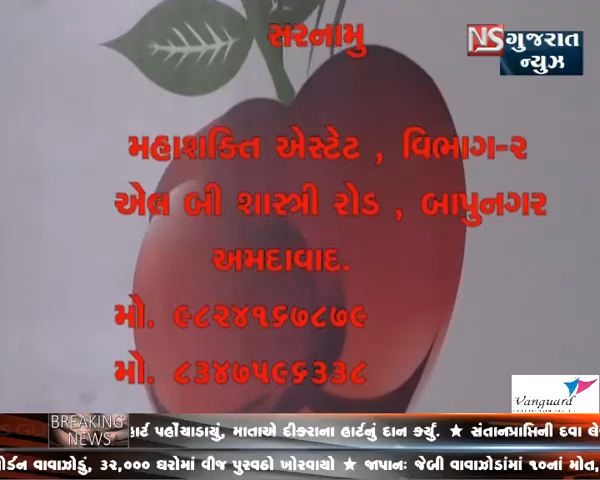 સરનામુ
NS ગુજરાત
ન્યુઝ
મહાશક્તિ એસ્ટેટ , વિભાગ-૨
એલ બી શાસ્ત્રી રોડ , બાપુનગર
અમદાવાદ.
મો. ૯૮૨૪૧૬૭૮૭૯
મો. ૮૩૪૭૫૯૬૩૩૮
Vanguard
BREAKING
NEWS
હાર્ટ પહોંચાડાયું, માતાએ દીકરાના હાર્ટનું દાન કર્યું. ★ સંતાનપ્રાપ્તિની દવા લે
ોર્ડન વાવાઝોડું, ૩૨,૦૦૦ ઘરોમાં વીજ પુરવઠો ખોરવાયો ★ જાપાનઃ જેબી વાવાઝોડાંમાં ૧૦નાં મોત,